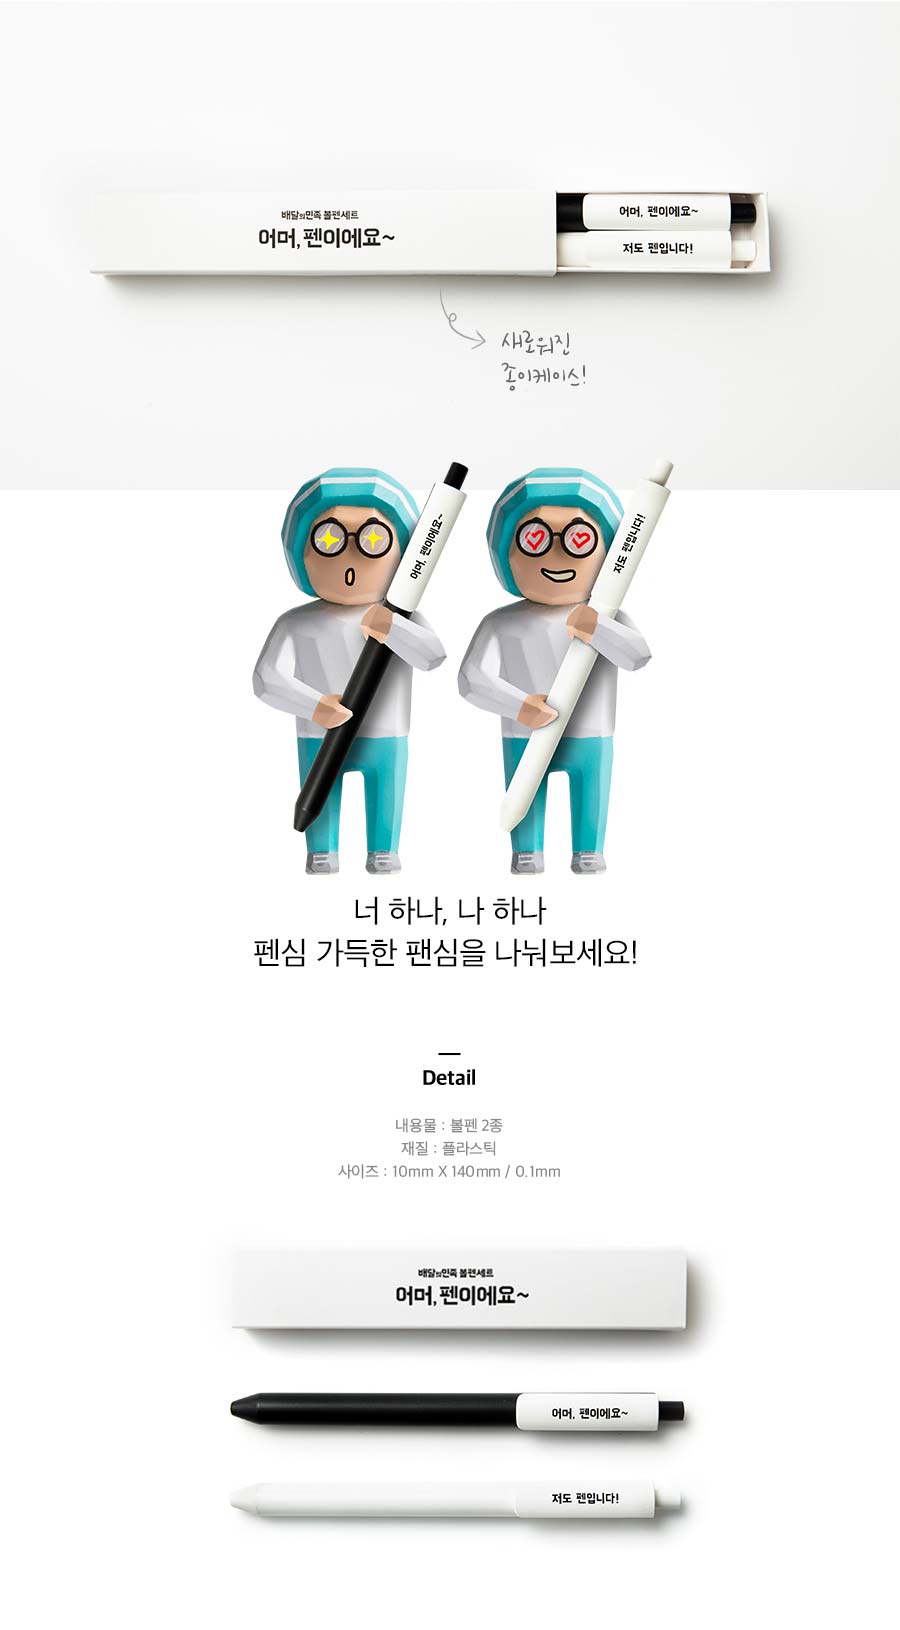 배달의민족 볼펜세트
어머, 펜이에요~
어머, 펜이에요~
저도 펜입니다!
새로워진
종이케이스!
어머, 펜이에요~
저도 펜입니다!
너 하나, 나 하나
펜심 가득한 팬심을 나눠보세요!
Detail
내용물 : 볼펜 2종
재질 : 플라스틱
사이즈 : 10mm X 140mm / 0.1mm
배달의민족 볼펜세트
어머, 펜이에요~
어머, 펜이에요~
저도 펜입니다!